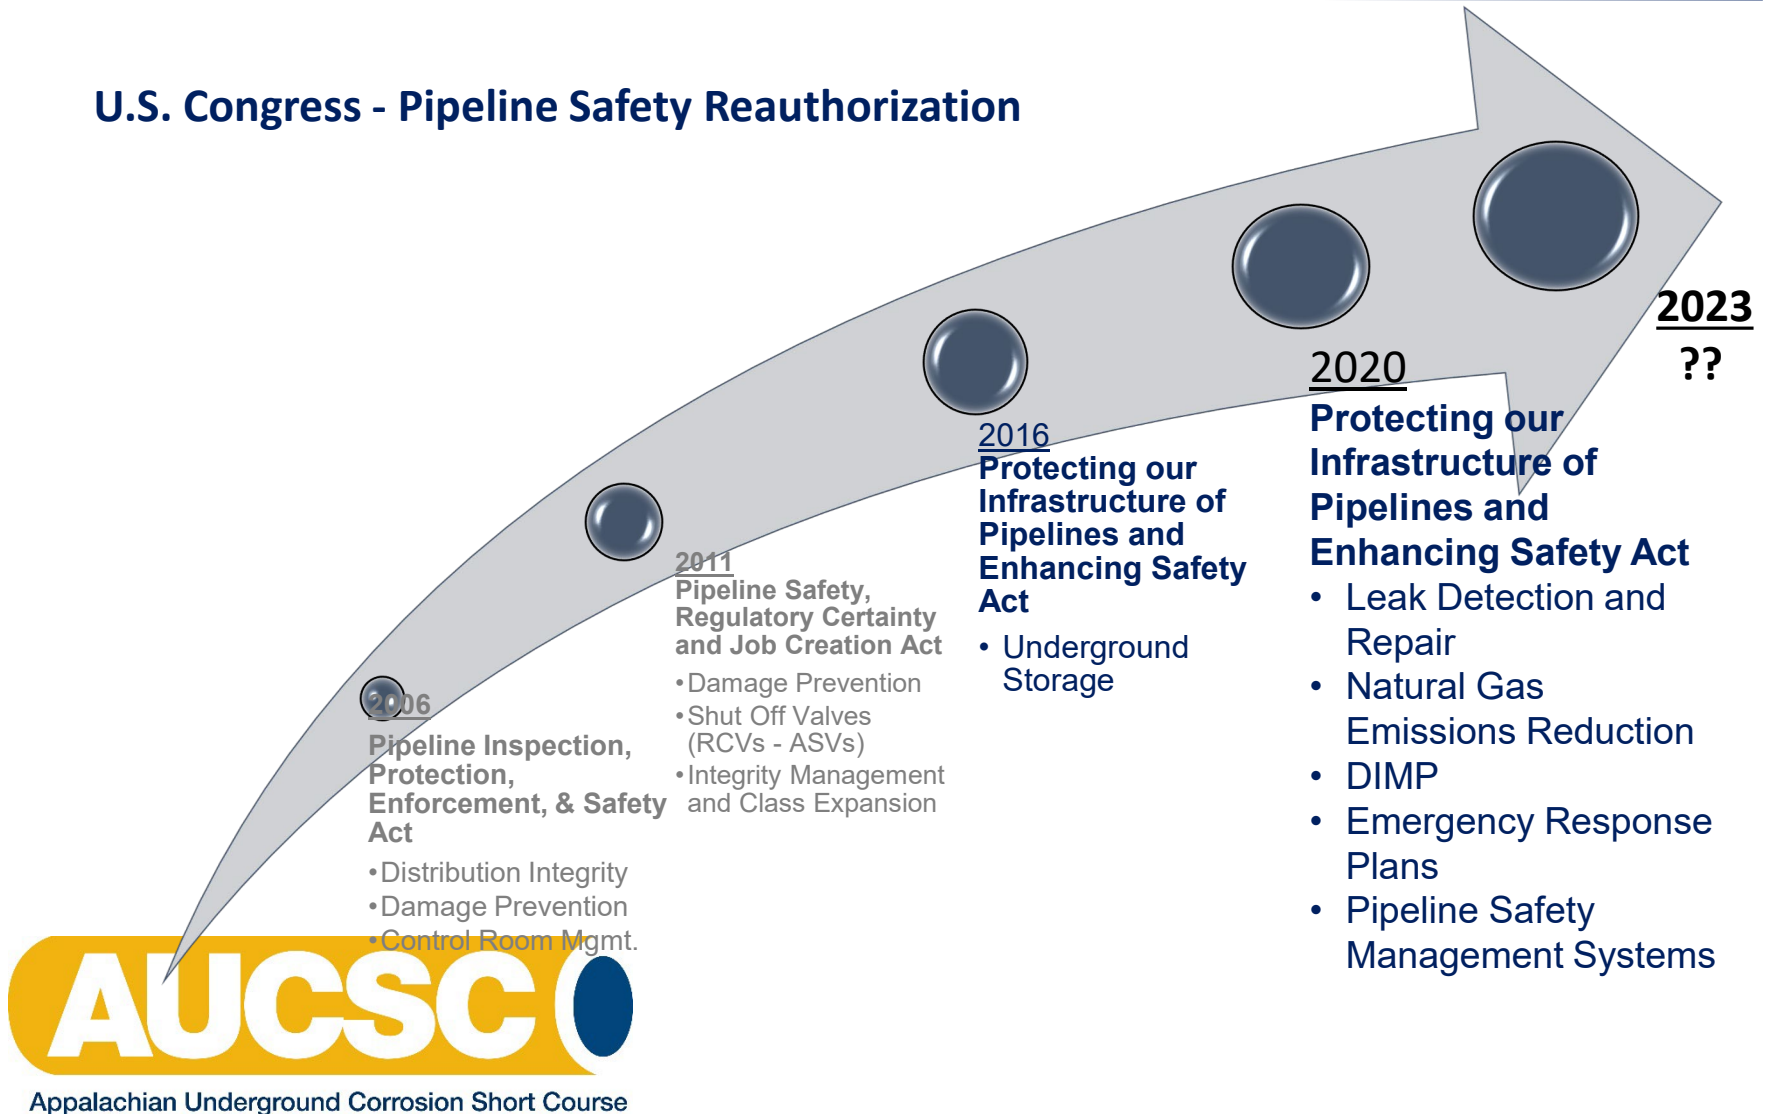 U.S. Congress - Pipeline Safety Reauthorization
2006
Pipeline Inspection,
Protection,
Enforcement, & Safety
Act
•Distribution Integrity
•Damage Prevention
•Control Room Mgmt.
2011
Pipeline Safety,
Regulatory Certainty
and Job Creation Act
•Damage Prevention
•Shut Off Valves
(RCVs - ASVs)
•Integrity Management
and Class Expansion
2016
Protecting our
Infrastructure of
Pipelines and
Enhancing Safety
Act
• Underground
Storage
2020
Protecting our
Infrastructure of
Pipelines and
Enhancing Safety Act
• Leak Detection and
Repair
• Natural Gas
Emissions Reduction
• DIMP
• Emergency Response
Plans
• Pipeline Safety
Management Systems
2023
??
AUCSC
Appalachian Underground Corrosion Short Course